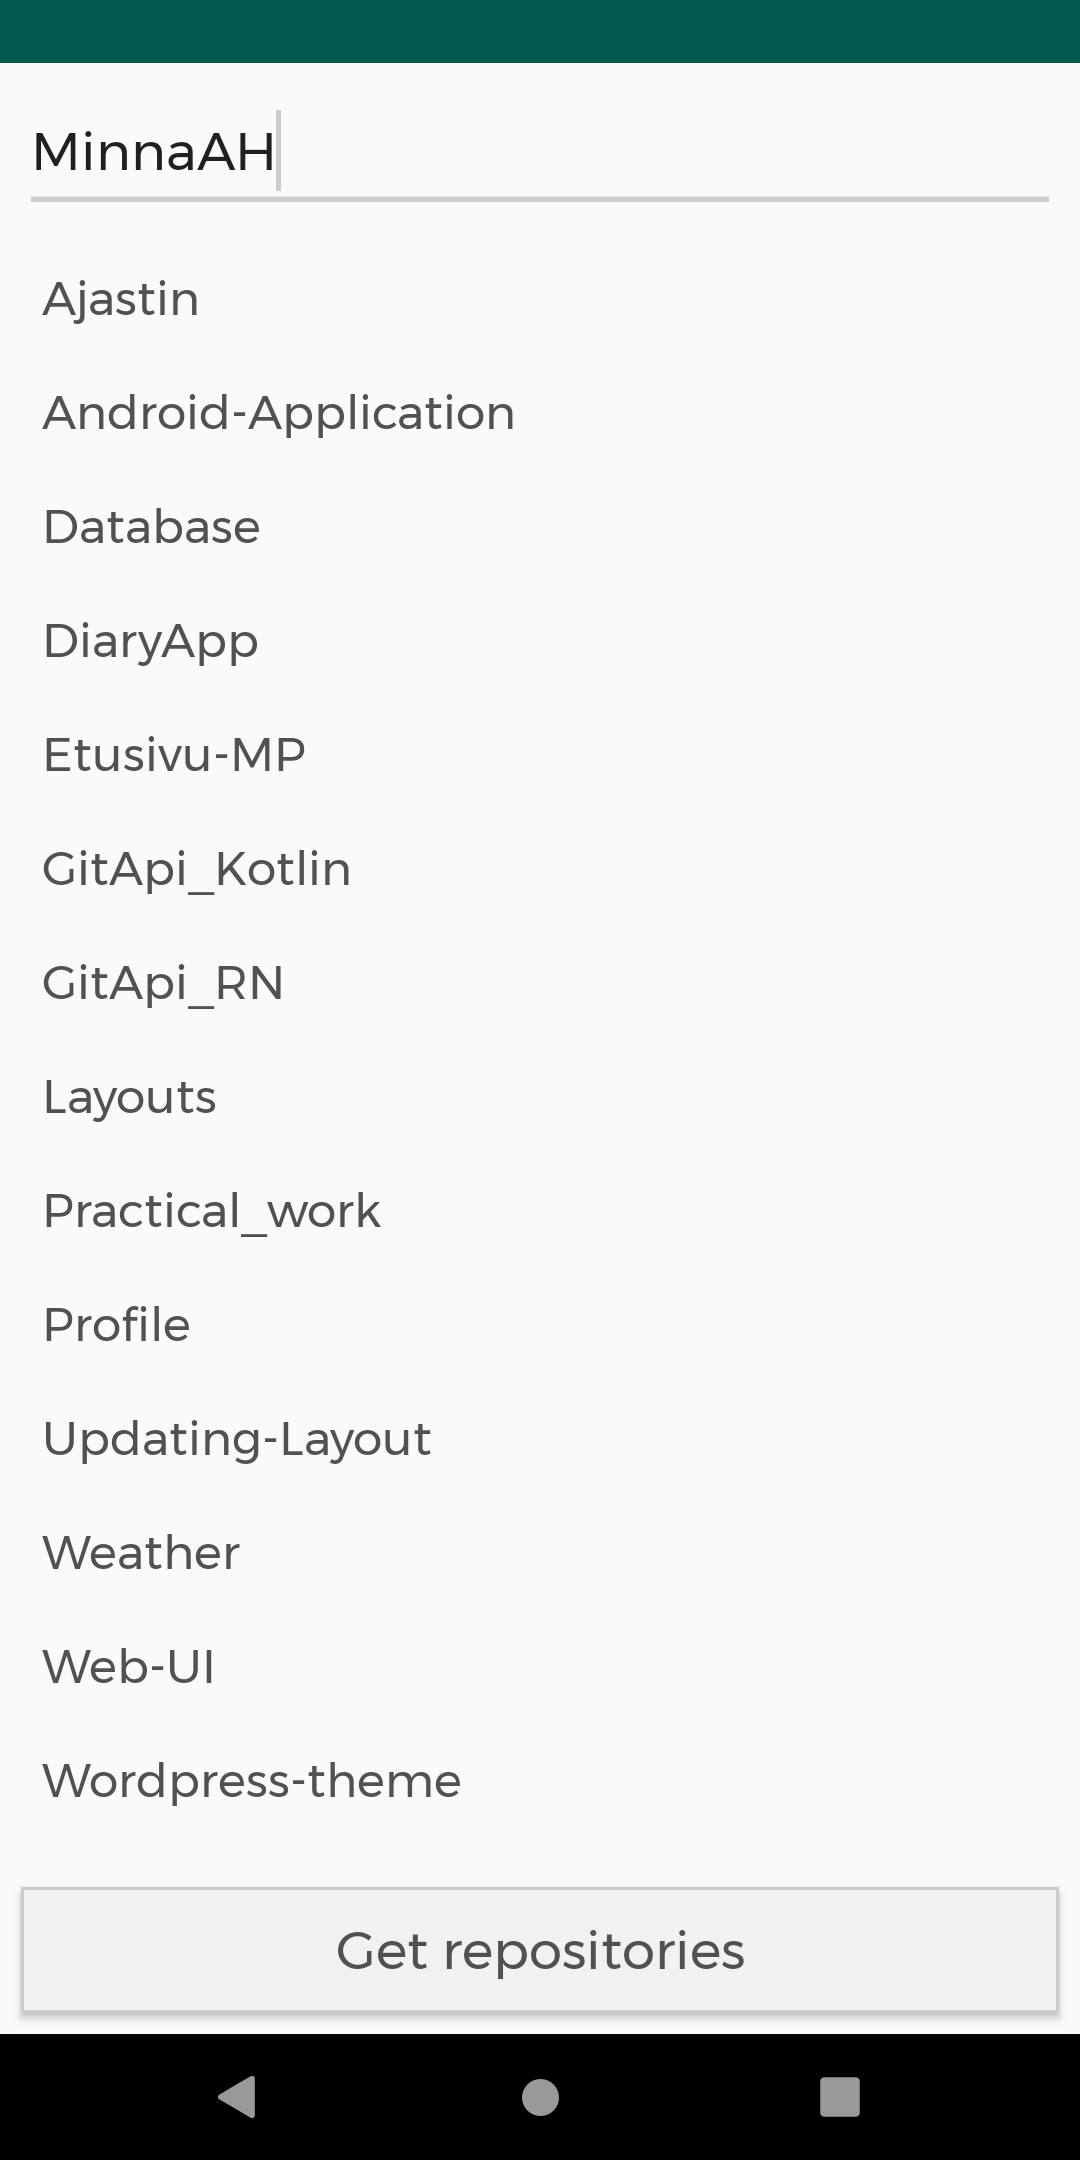 MinnaAH
Ajastin
Android-Application
Database
DiaryApp
Etusivu-MP
GitApi_Kotlin
GitApi_RN
Layouts
Practical_work
Profile
Updating-Layout
Weather
Web-UI
Wordpress-theme
Get repositories